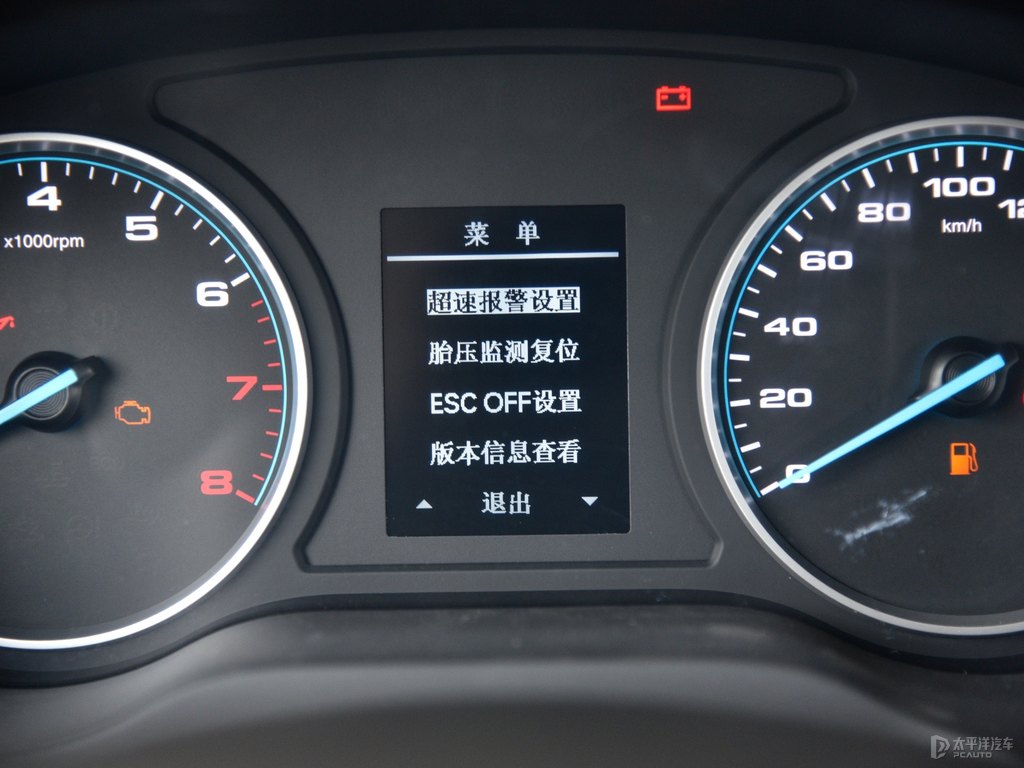 4
5
6
7
8
x1000rpm
菜 单
超速报警设置
胎压监测复位
ESC OFF设置
版本信息查看
退出
0
20
40
60
80
100
km/h
太平洋汽车
PCAUTO